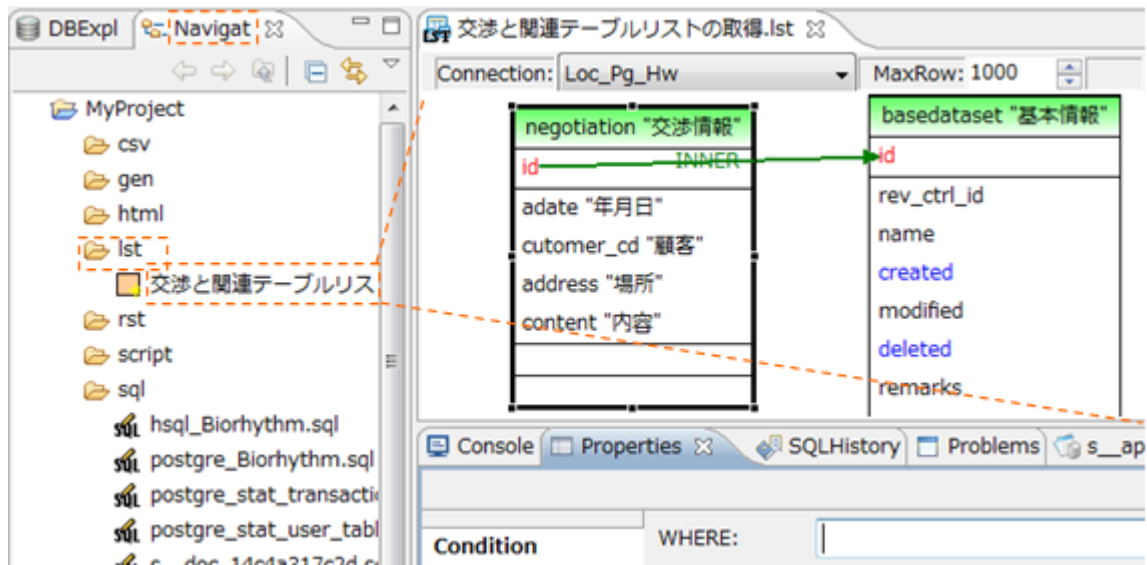 DBExpl Navigat
MyProject
csv
gen
html
lst
交渉と関連テーブルリス
rst
script
sql
hsql_Biorhythm.sql
postgre_Biorhythm.sql
postgre_stat_transactio
postgre_stat_user_tabl
交渉と関連テーブルリストの取得.lst
Connection: Loc_Pg_Hw MaxRow: 1000
negotiation "交渉情報"
id
INNER
adate "年月日"
cutomer_cd "顧客"
address "場所"
content "内容"
basedataset "基本情報"
id
rev_ctrl_id
name
created
modified
deleted
remarks
Console Properties SQLHistory Problems s__ap
Condition WHERE: